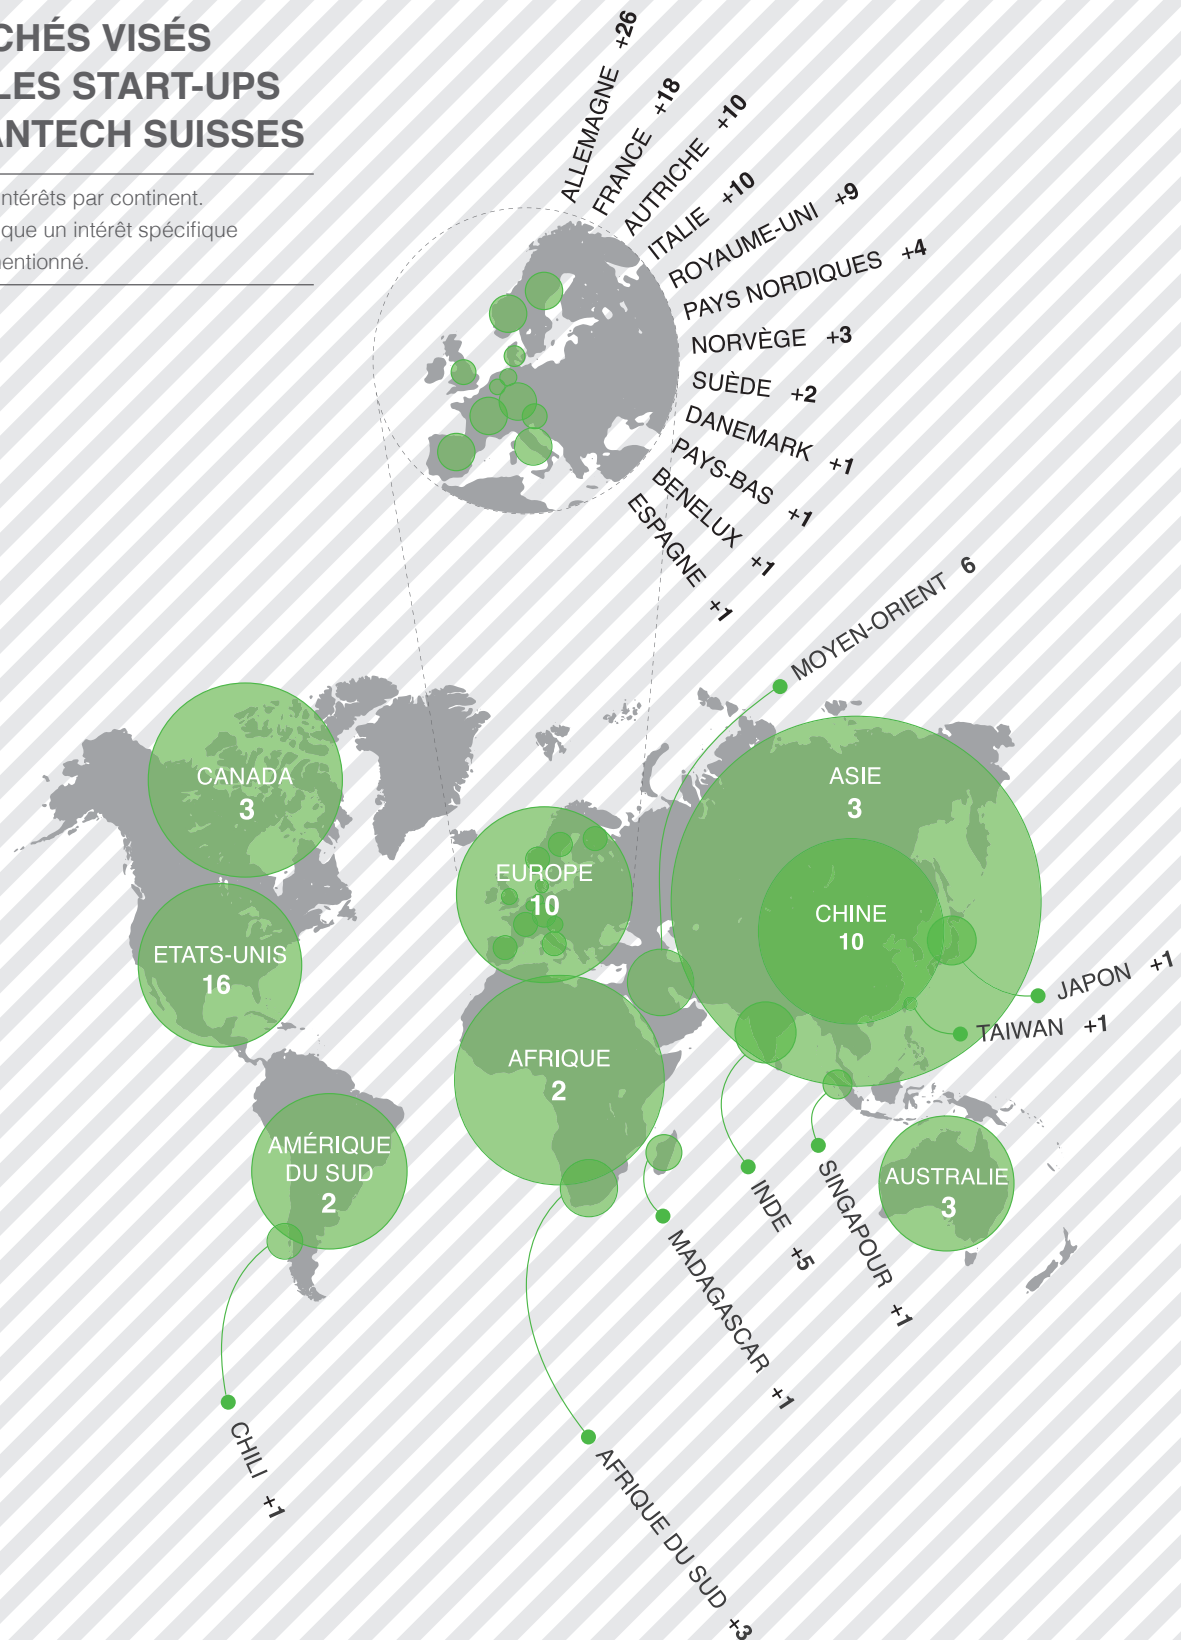 CHÉS VISÉS
LES START-UPS
ANTECH SUISSES
intérêts par continent.
que un intérêt spécifique
mentionné.
ALLEMAGNE +26
FRANCE +18
AUTRICHE +10
ITALIE +10
ROYAUME-UNI +9
PAYS NORDIQUES +4
NORVÈGE +3
SUÈDE +2
DANEMARK +1
PAYS-BAS +1
BENELUX +1
ESPAGNE +1
MOYEN-ORIENT 6
CANADA
3
ASIE
3
EUROPE
10
CHINE
10
ETATS-UNIS
16
JAPON +1
TAIWAN +1
AFRIQUE
2
AMÉRIQUE
DU SUD
2
AUSTRALIE
3
SINGAPOUR +1
INDE +5
MADAGASCAR +1
CHILI +1
AFRIQUE DU SUD +3